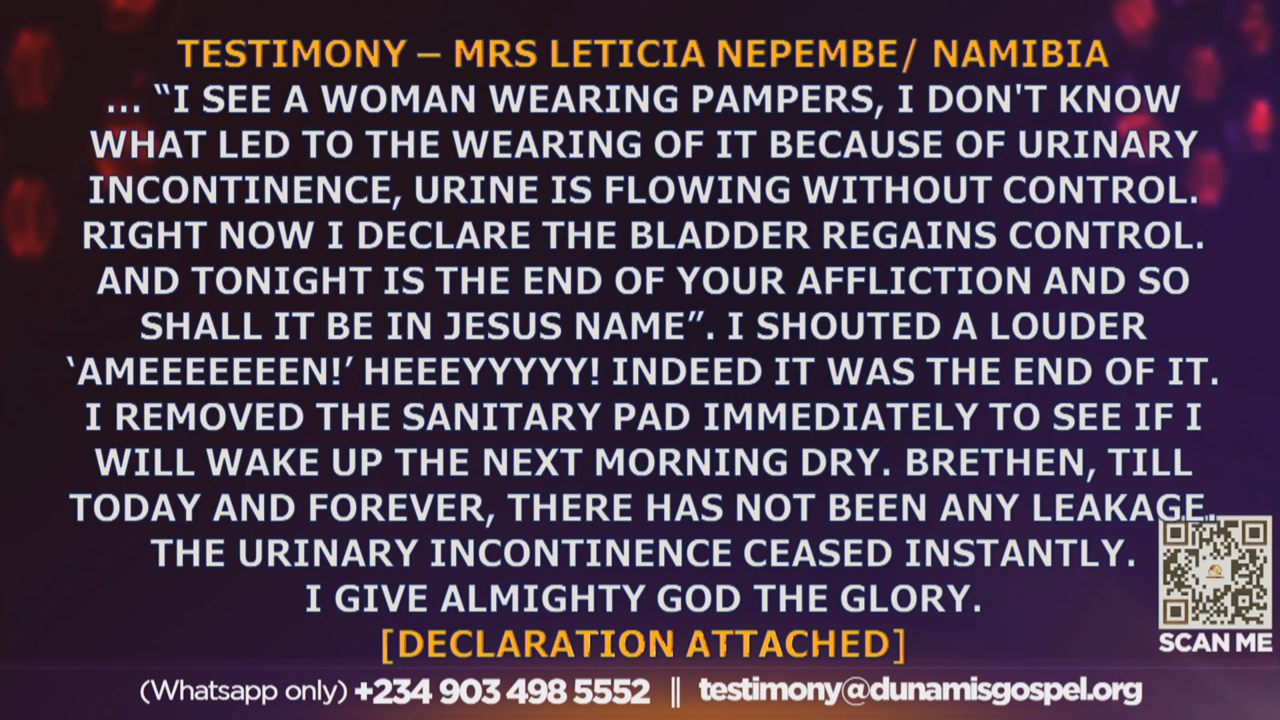 TESTIMONY – MRS LETICIA NEPEMBE/ NAMIBIA
... “I SEE A WOMAN WEARING PAMPERS, I DON'T KNOW
WHAT LED TO THE WEARING OF IT BECAUSE OF URINARY
INCONTINENCE, URINE IS FLOWING WITHOUT CONTROL.
RIGHT NOW I DECLARE THE BLADDER REGAINS CONTROL.
AND TONIGHT IS THE END OF YOUR AFFLICTION AND SO
SHALL IT BE IN JESUS NAME”. I SHOUTED A LOUDER
‘AMEEEEEEEN!’ HEEEYYYYY! INDEED IT WAS THE END OF IT.
I REMOVED THE SANITARY PAD IMMEDIATELY TO SEE IF I
WILL WAKE UP THE NEXT MORNING DRY. BRETHEN, TILL
TODAY AND FOREVER, THERE HAS NOT BEEN ANY LEAKAGE.
THE URINARY INCONTINENCE CEASED INSTANTLY.
I GIVE ALMIGHTY GOD THE GLORY.
[DECLARATION ATTACHED]
SCAN ME
(Whatsapp only) +234 903 498 5552 || testimony@dunamisgospel.org